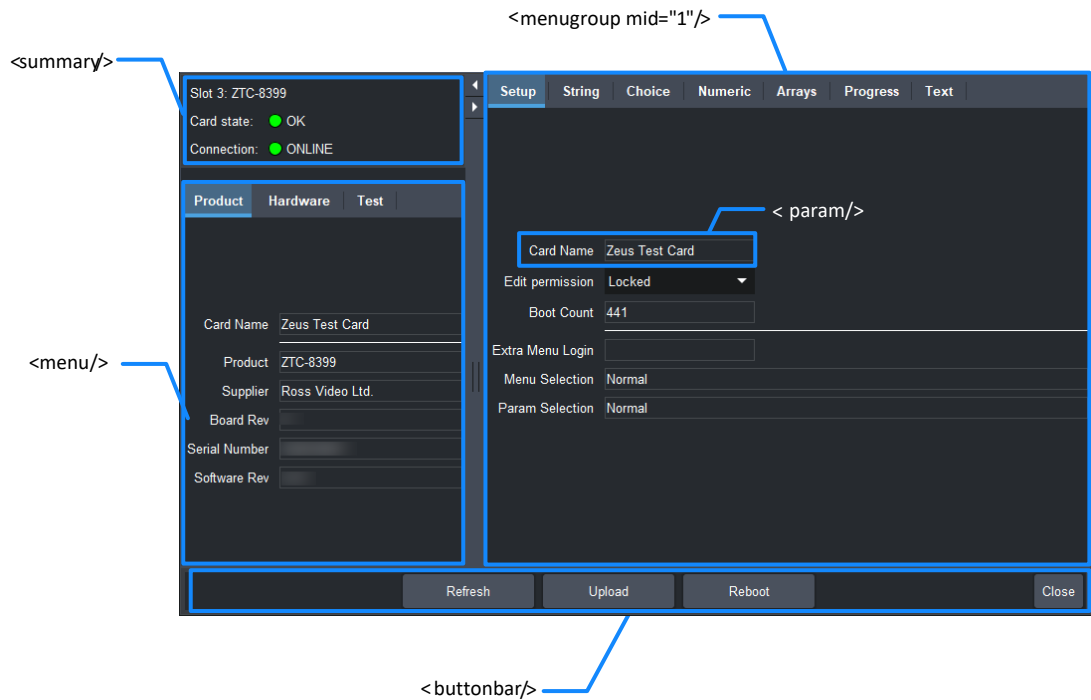 <menugroup mid="1"/>
<summary/>
Slot 3: ZTC-8399
Card state: OK
Connection: ONLINE
Setup String Choice Numeric Arrays Progress Text
Product Hardware Test
< param/>
Card Name Zeus Test Card
Edit permission Locked
Boot Count 441
Extra Menu Login
Menu Selection Normal
Param Selection Normal
Card Name Zeus Test Card
Product ZTC-8399
Supplier Ross Video Ltd.
Board Rev
Serial Number
Software Rev
<menu/>
Refresh Upload Reboot Close
<buttonbar/>